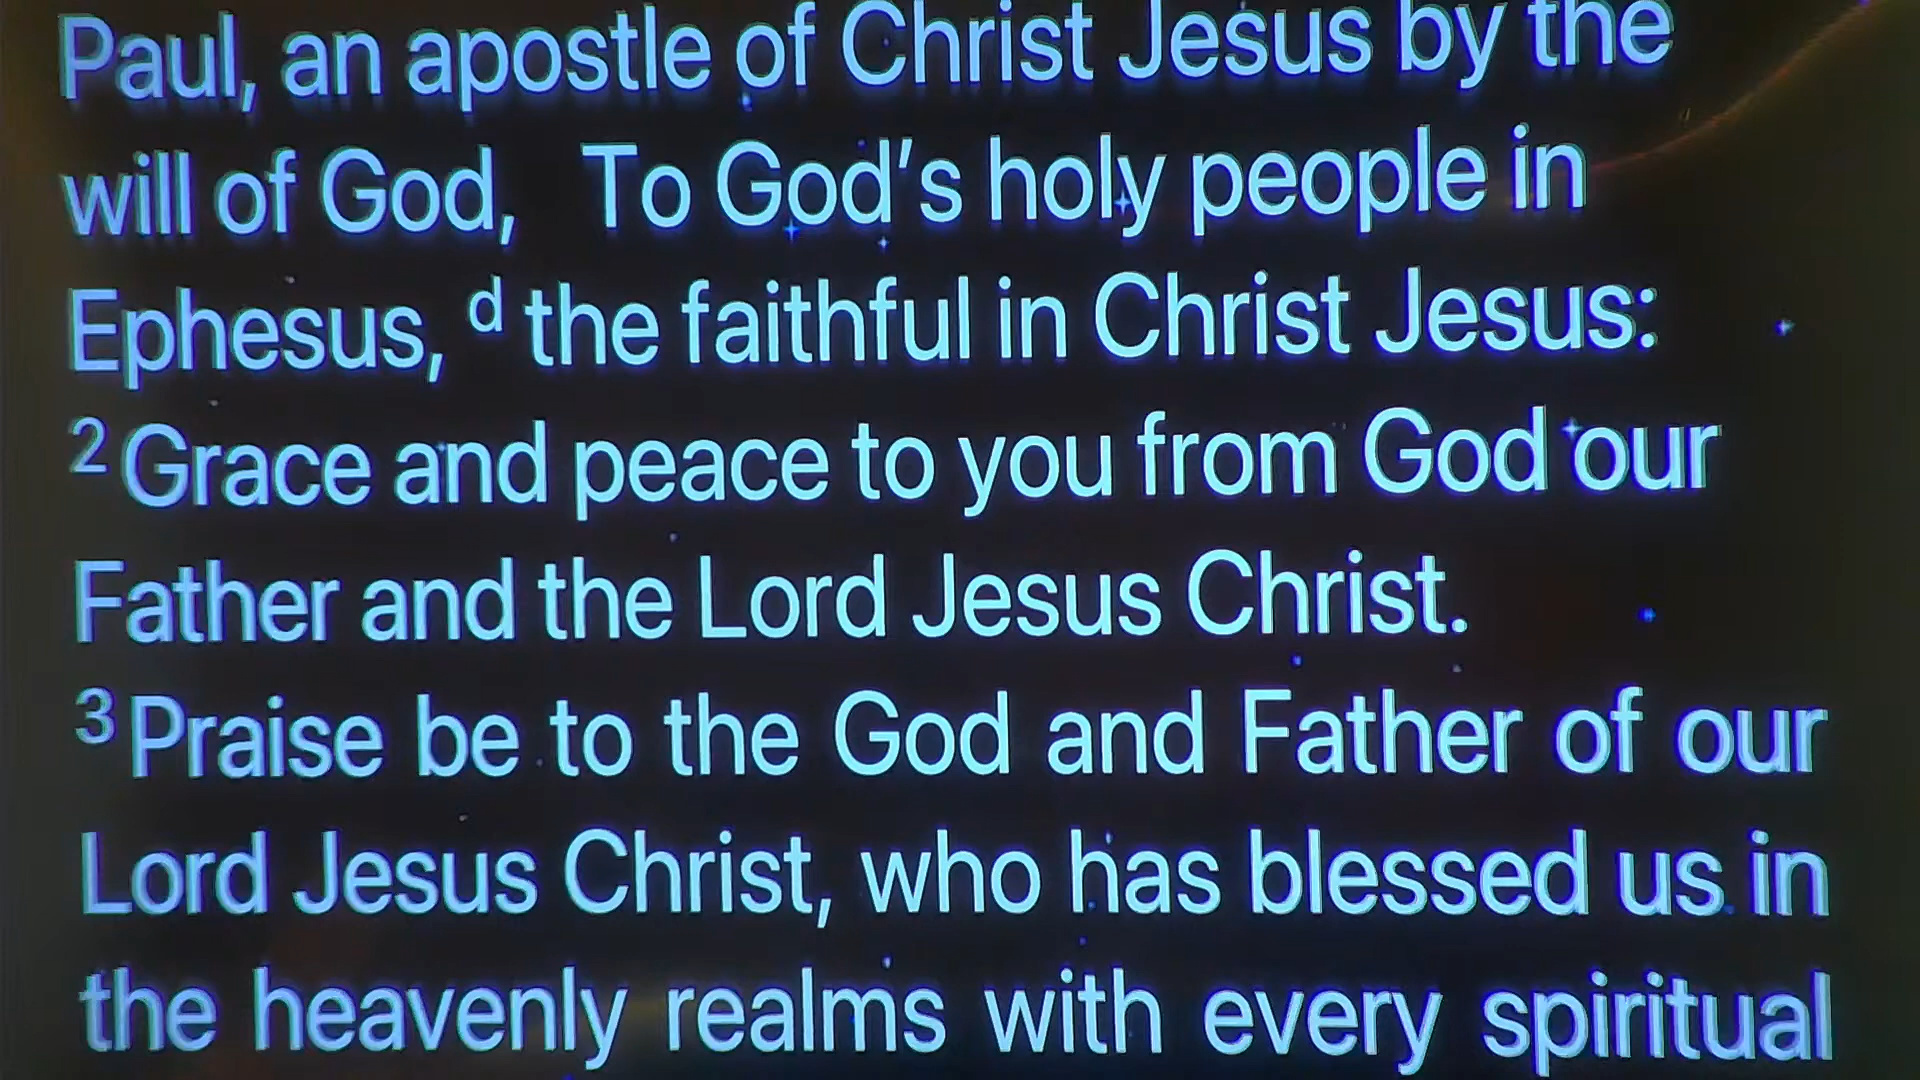 Paul, an apostle of Christ Jesus by the
will of God, To God’s holy people in
Ephesus, d the faithful in Christ Jesus:
2 Grace and peace to you from God our
Father and the Lord Jesus Christ.
3 Praise be to the God and Father of our
Lord Jesus Christ, who has blessed us in
the heavenly realms with every spiritual